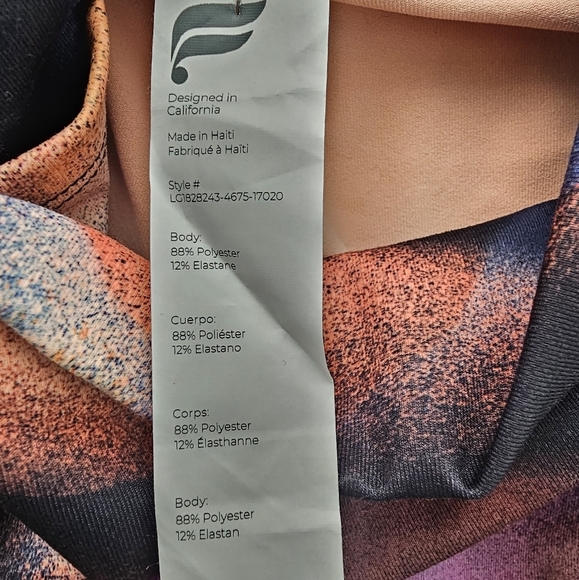 Designed in
California
Made in Haiti
Fabriqué à Haïti
Style #
LG1828243-4675-17020
Body:
88% Polyester
12% Elastane
Cuerpo:
88% Poliéster
12% Elastano
Corps:
88% Polyester
12% Élasthanne
Body:
88% Polyester
12% Elastan